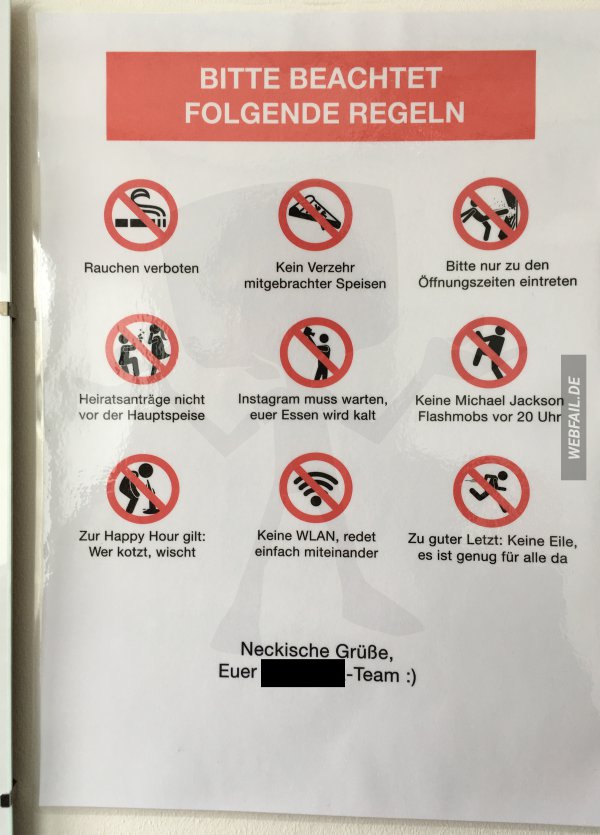 BITTE BEACHTET
FOLGENDE REGELN
Rauchen verboten
Kein Verzehr
mitgebrachter Speisen
Bitte nur zu den
Öffnungszeiten eintreten
Heiratsanträge nicht
vor der Hauptspeise
Instagram muss warten,
euer Essen wird kalt
Keine Michael Jackson
Flashmobs vor 20 Uhr
Zur Happy Hour gilt:
Wer kotzt, wischt
Keine WLAN, redet
einfach miteinander
Zu guter Letzt: Keine Eile,
es ist genug für alle da
Neckische Grüße,
Euer -Team :)
WEBFAIL.DE